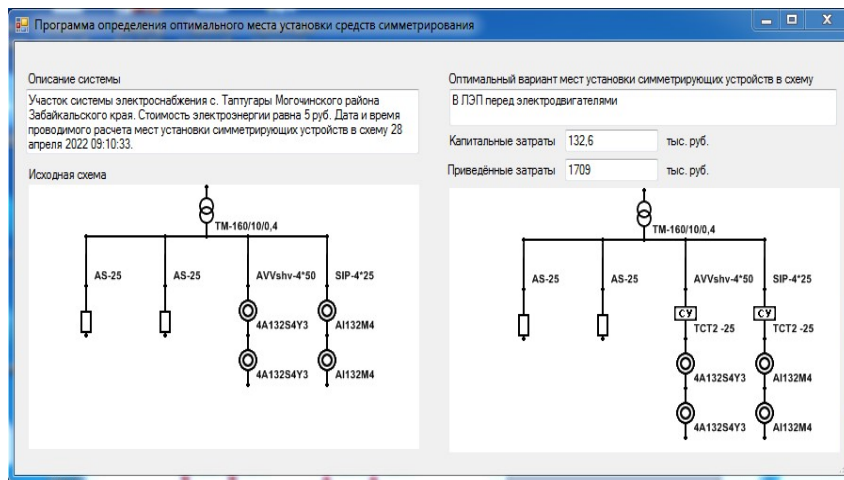 Программа определения оптимального места установки средств симметрирования
Описание системы
Участок системы электроснабжения с. Таптугары Могочинского района
Забайкальского края. Стоимость электроэнергии равна 5 руб. Дата и время
проводимого расчета мест установки симметрирующих устройств в схему 28
апреля 2022 09:10:33.
Исходная схема
TM-160/10/0,4
AS-25
AS-25
AVVshv-4*50
SIP-4*25
4A132S4Y3
AI132M4
4A132S4Y3
AI132M4
Оптимальный вариант мест установки симметрирующих устройств в схему
В ЛЭП перед электродвигателями
Капитальные затраты 132,6 тыс. руб.
Приведённые затраты 1709 тыс. руб.
TM-160/10/0,4
AS-25
AS-25
AVVshv-4*50
SIP-4*25
СУ
СУ
TCT2 -25
TCT2 -25
4A132S4Y3
AI132M4
4A132S4Y3
AI132M4